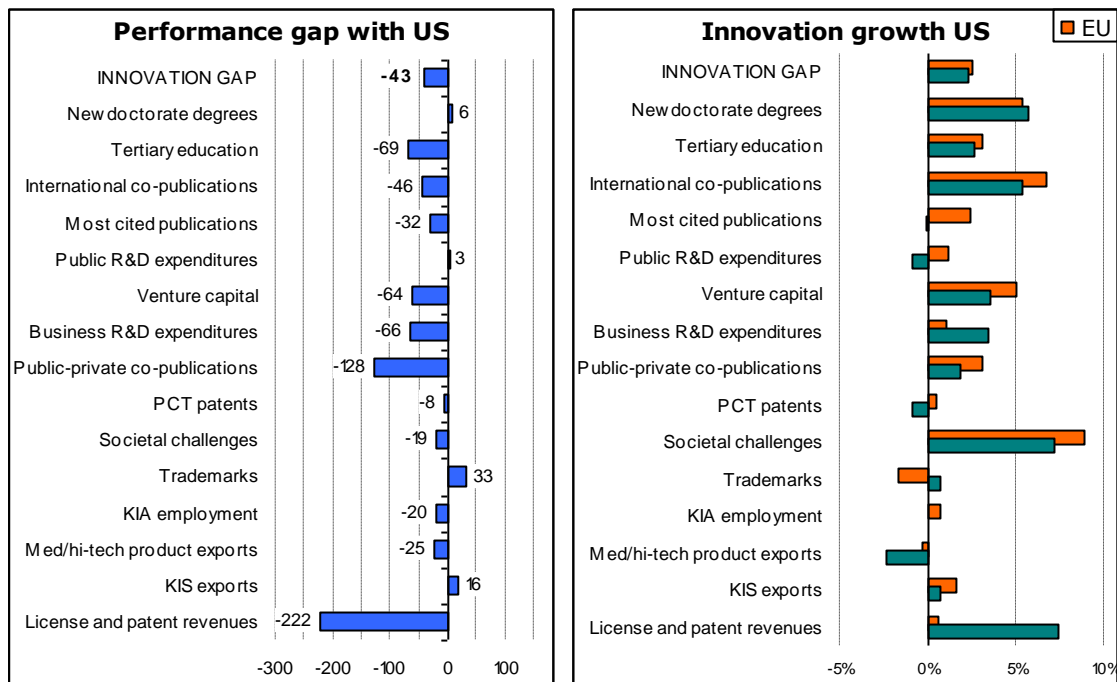 Performance gap with US
INNOVATION GAP
-43
New doctorate degrees
6
Tertiary education
-69
International co-publications
-46
Most cited publications
-32
Public R&D expenditures
3
Venture capital
-64
Business R&D expenditures
-66
Public-private co-publications
-128
PCT patents
-8
Societal challenges
-19
Trademarks
33
KIA employment
-20
Med/hi-tech product exports
-25
KIS exports
16
License and patent revenues
-222
-300 -200 -100 0 100
Innovation growth US
EU
INNOVATION GAP
New doctorate degrees
Tertiary education
International co-publications
Most cited publications
Public R&D expenditures
Venture capital
Business R&D expenditures
Public-private co-publications
PCT patents
Societal challenges
Trademarks
KIA employment
Med/hi-tech product exports
KIS exports
License and patent revenues
-5% 0% 5% 10%